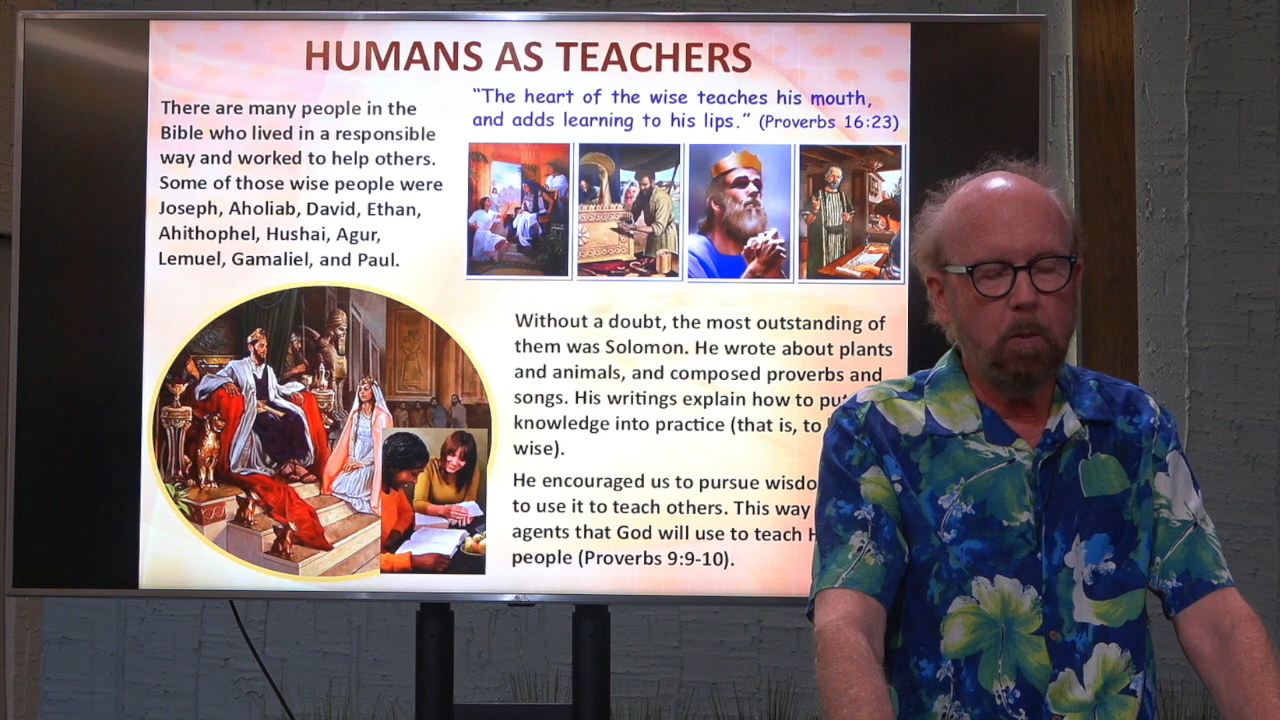 HUMANS AS TEACHERS
There are many people in the
Bible who lived in a responsible
way and worked to help others.
Some of those wise people were
Joseph, Aholiab, David, Ethan,
Ahithophel, Hushai, Agur,
Lemuel, Gamaliel, and Paul.
“The heart of the wise teaches his mouth,
and adds learning to his lips.” (Proverbs 16:23)
Without a doubt, the most outstanding of
them was Solomon. He wrote about plants
and animals, and composed proverbs and
songs. His writings explain how to
knowledge into practice (that is, to
wise).
He encouraged us to pursue
to use it to teach others. This way
agents that God will use to teach
people (Proverbs 9:9-10).